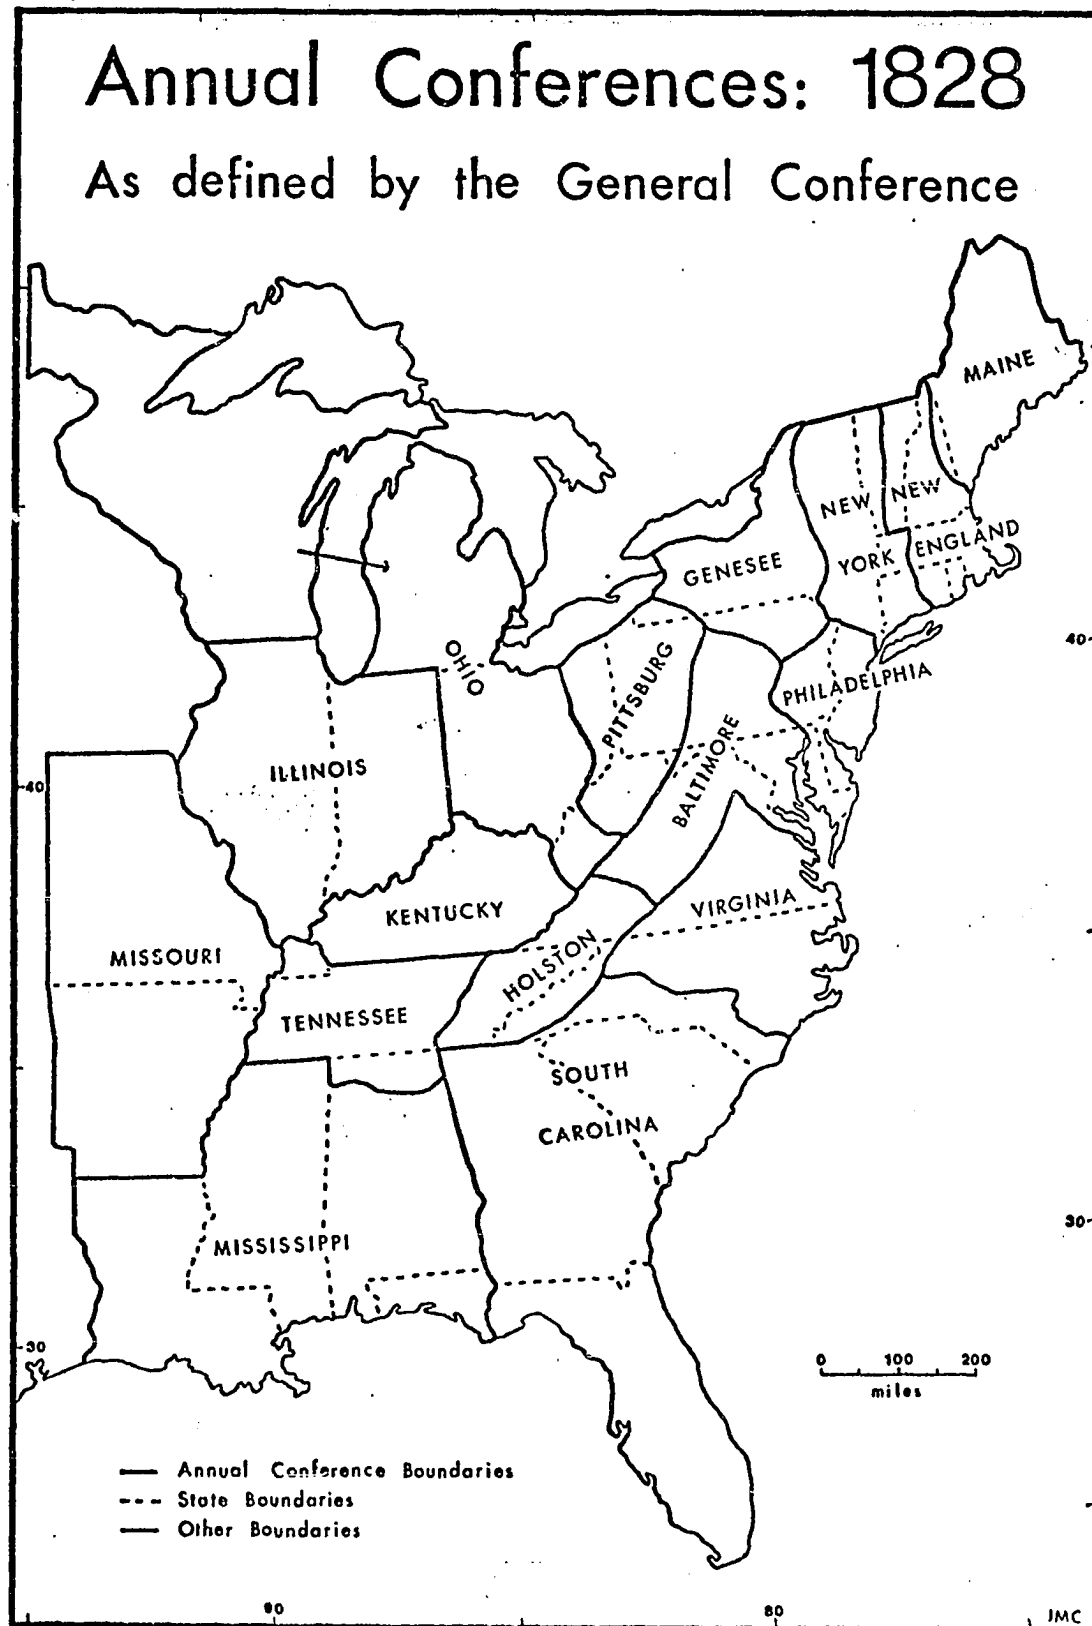 Annual Conferences: 1828
As defined by the General Conference
MAINE
NEW
NEW
ENGLAND
YORK
GENESEE
40
OHIO
PITTSBURG
PHILADELPHIA
BALTIMORE
ILLINOIS
40
KENTUCKY
VIRGINIA
MISSOURI
HOLSTON
TENNESSEE
SOUTH
CAROLINA
30
MISSISSIPPI
30
0 100 200
miles
Annual Conference Boundaries
State Boundaries
Other Boundaries
90 80
JMC